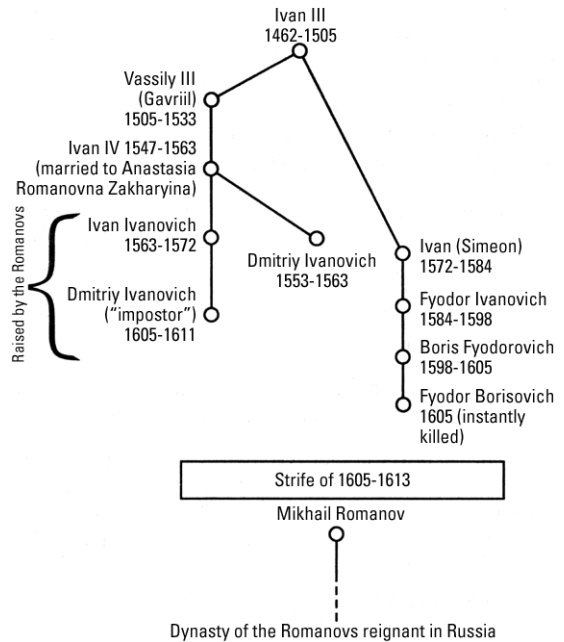 Ivan III
1462-1505
Vassily III
(Gavriil)
1505-1533
Ivan IV 1547-1563
(married to Anastasia
Romanovna Zakharyina)
Raised by the Romanovs
Ivan Ivanovich
1563-1572
Dmitriy Ivanovich
1553-1563
Ivan (Simeon)
1572-1584
Dmitriy Ivanovich
("impostor")
1605-1611
Fyodor Ivanovich
1584-1598
Boris Fyodorovich
1598-1605
Fyodor Borisovich
1605 (instantly
killed)
Strife of 1605-1613
Mikhail Romanov
Dynasty of the Romanovs reignant in Russia